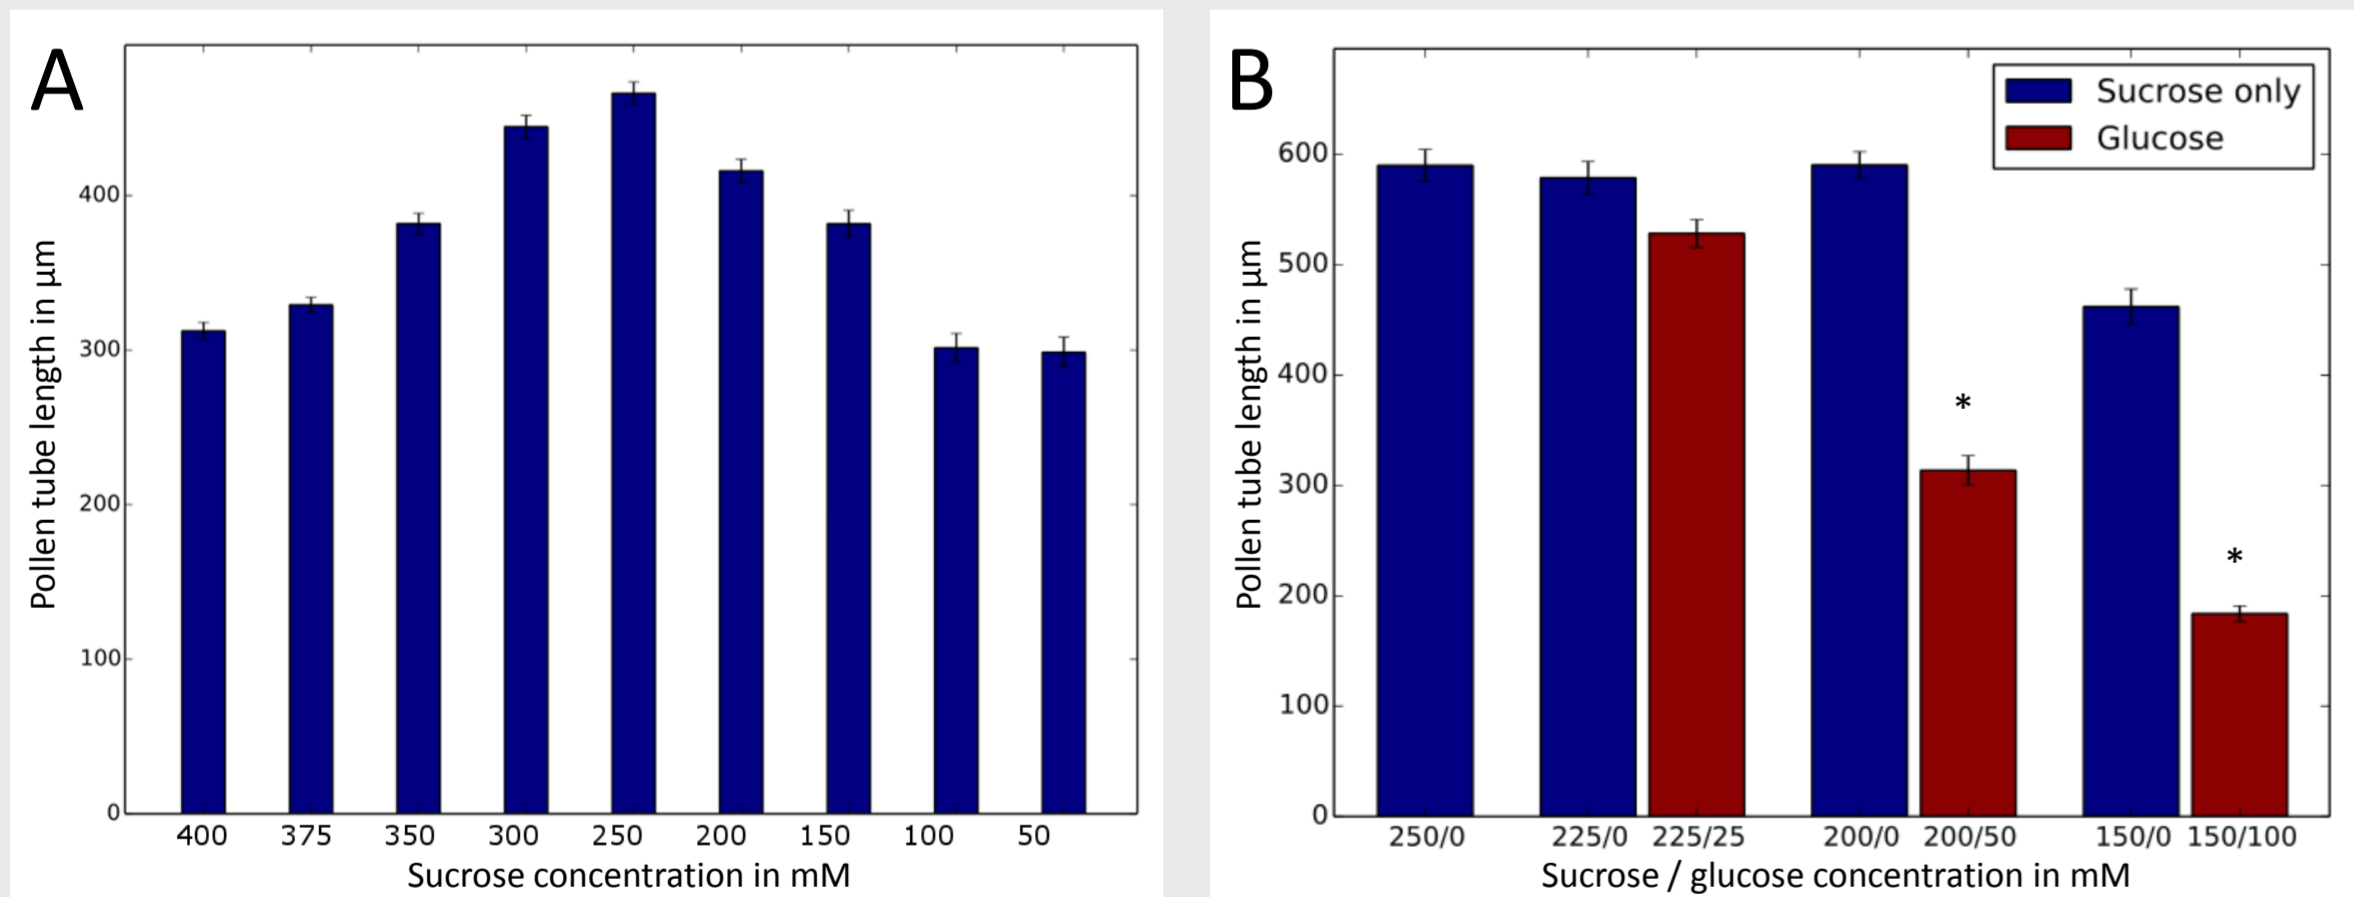 A
Pollen tube length in µm
400
300
200
100
0
400 375 350 300 250 200 150 100 50
Sucrose concentration in mM
B
Sucrose only
Glucose
Pollen tube length in µm
600
500
400
300
200
100
0
*
*
250/0 225/0 225/25 200/0 200/50 150/0 150/100
Sucrose / glucose concentration in mM